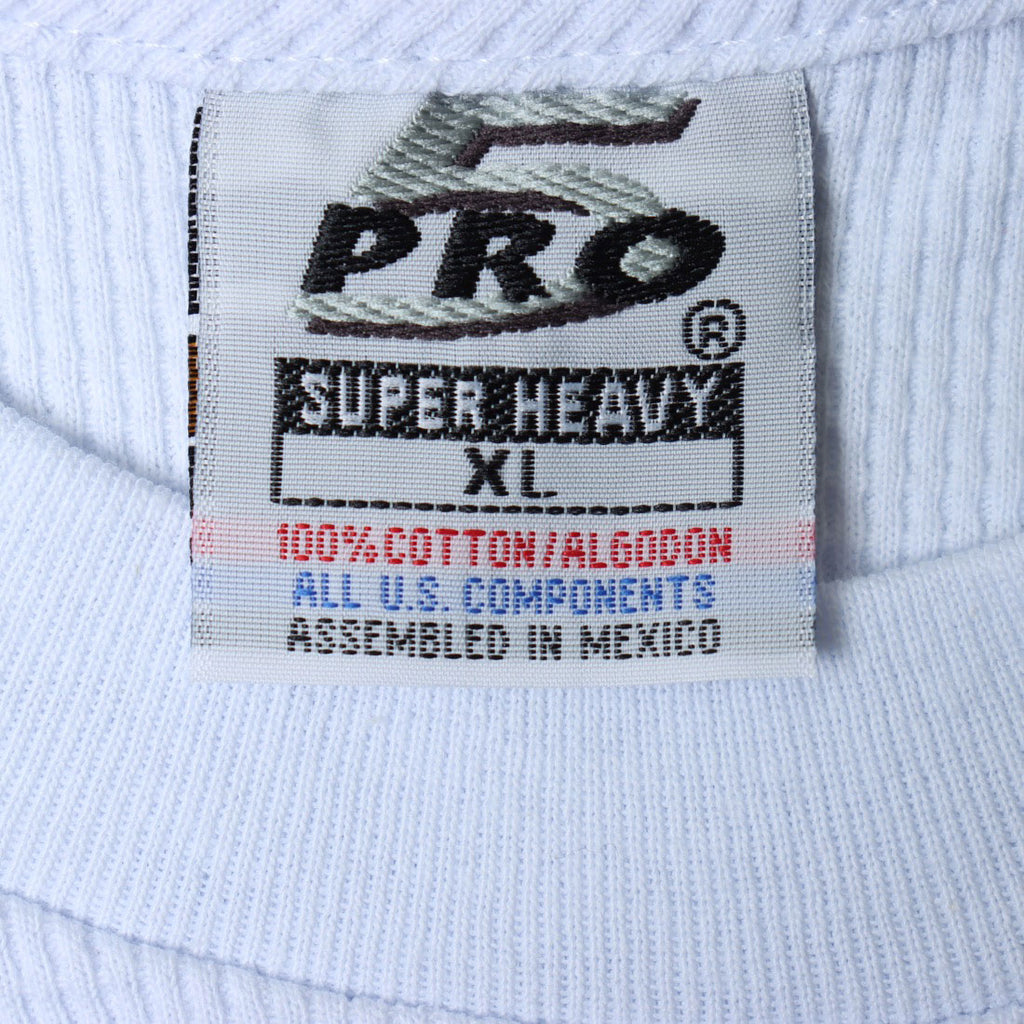 5
PRO
®
SUPER HEAVY
XL
100% COTTON/ALGODON
ALL U.S. COMPONENTS
ASSEMBLED IN MEXICO